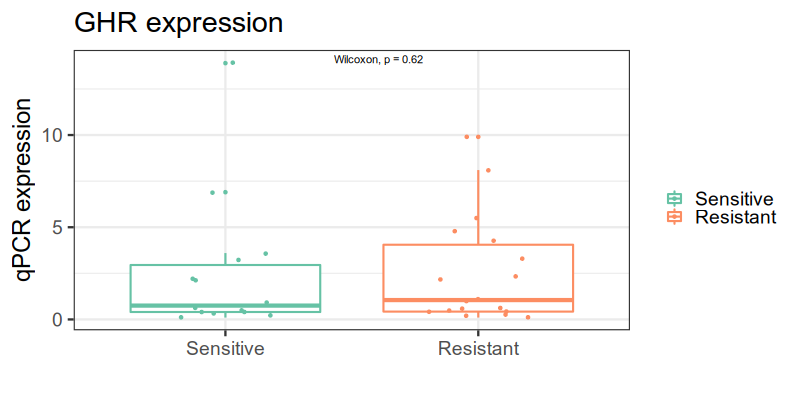 GHR expression
Wilcoxon, p = 0.62
qPCR expression
10
5
0
Sensitive
Resistant
Sensitive
Resistant